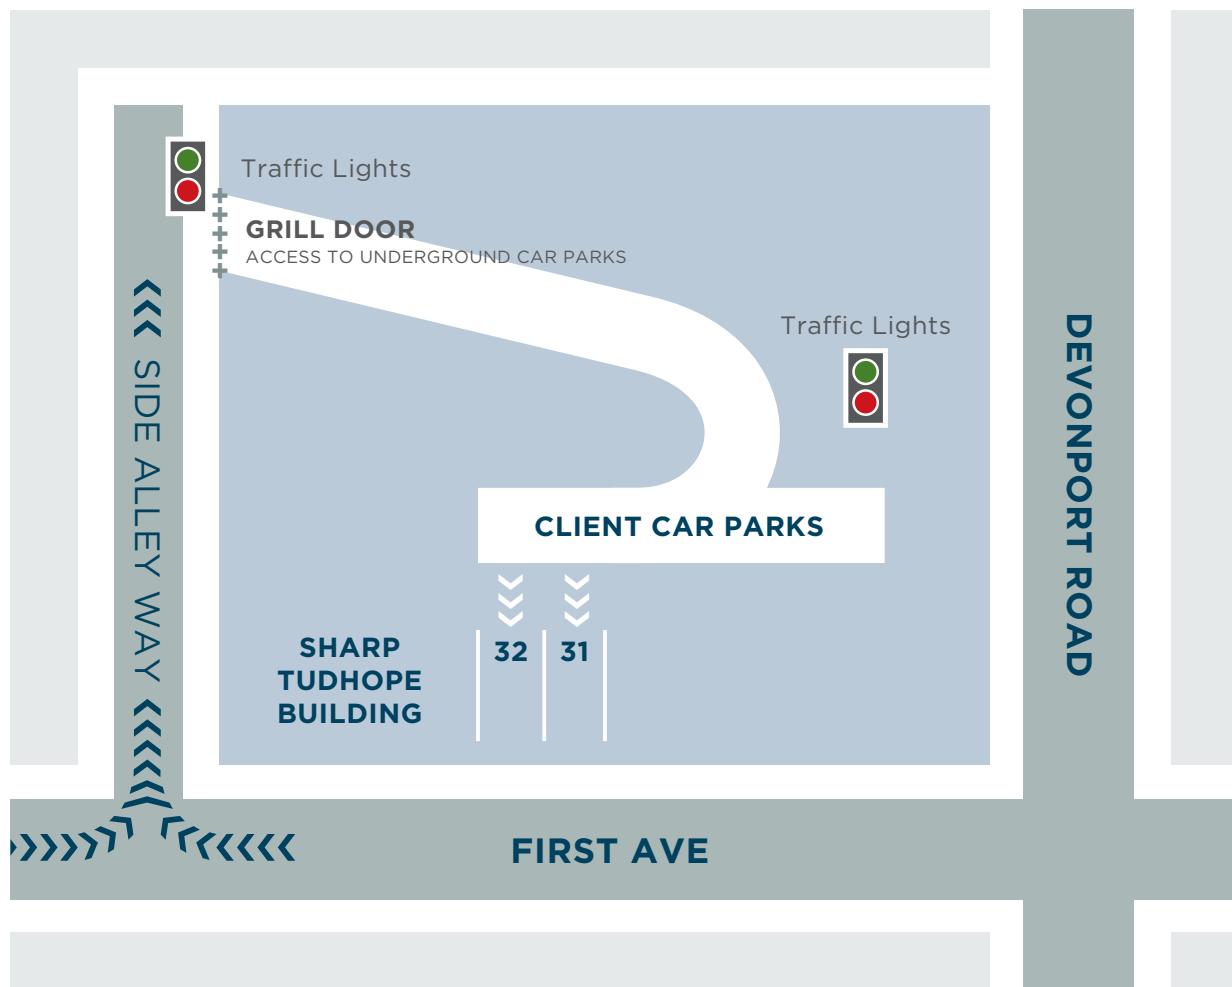 Traffic Lights
GRILL DOOR
ACCESS TO UNDERGROUND CAR PARKS
Traffic Lights
SIDE ALLEY WAY
DEVONPORT ROAD
CLIENT CAR PARKS
32 31
SHARP
TUDHOPE
BUILDING
FIRST AVE